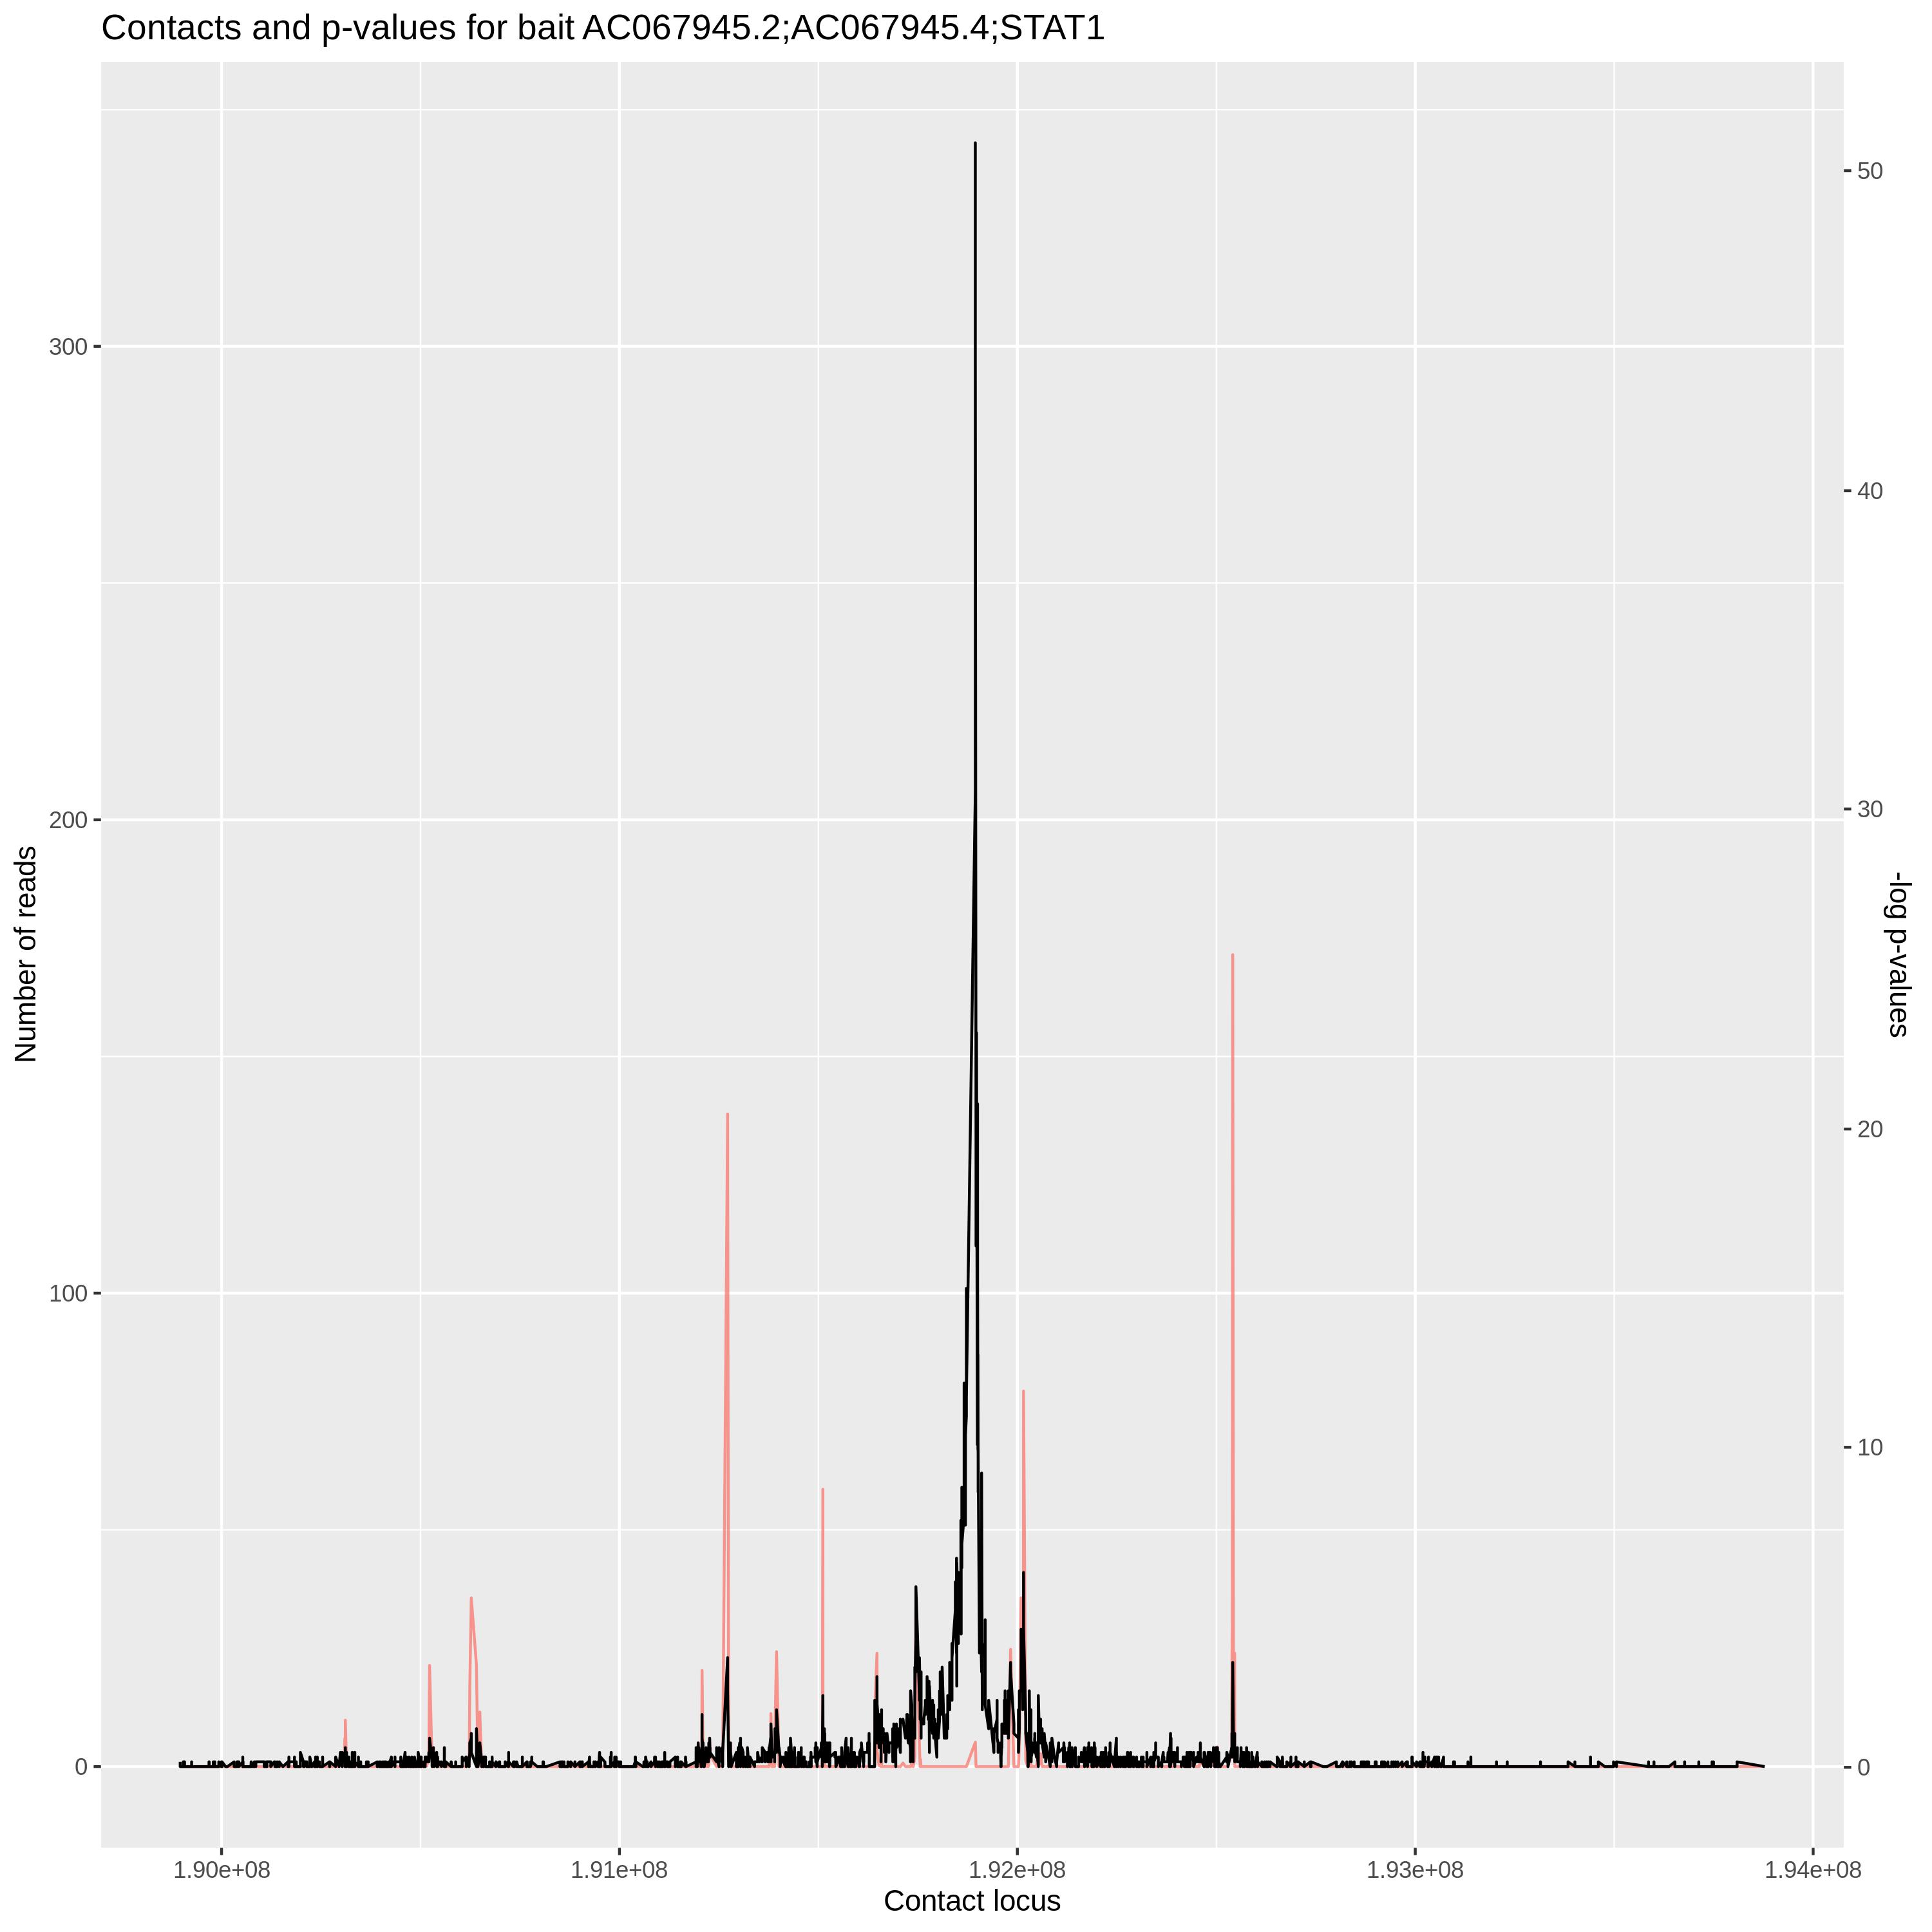 Contacts and p-values for bait AC067945.2;AC067945.4;STAT1
Number of reads
300
200
100
0
50
40
30
20
10
0
-log p-values
1.90e+08
1.91e+08
1.92e+08
1.93e+08
1.94e+08
Contact locus